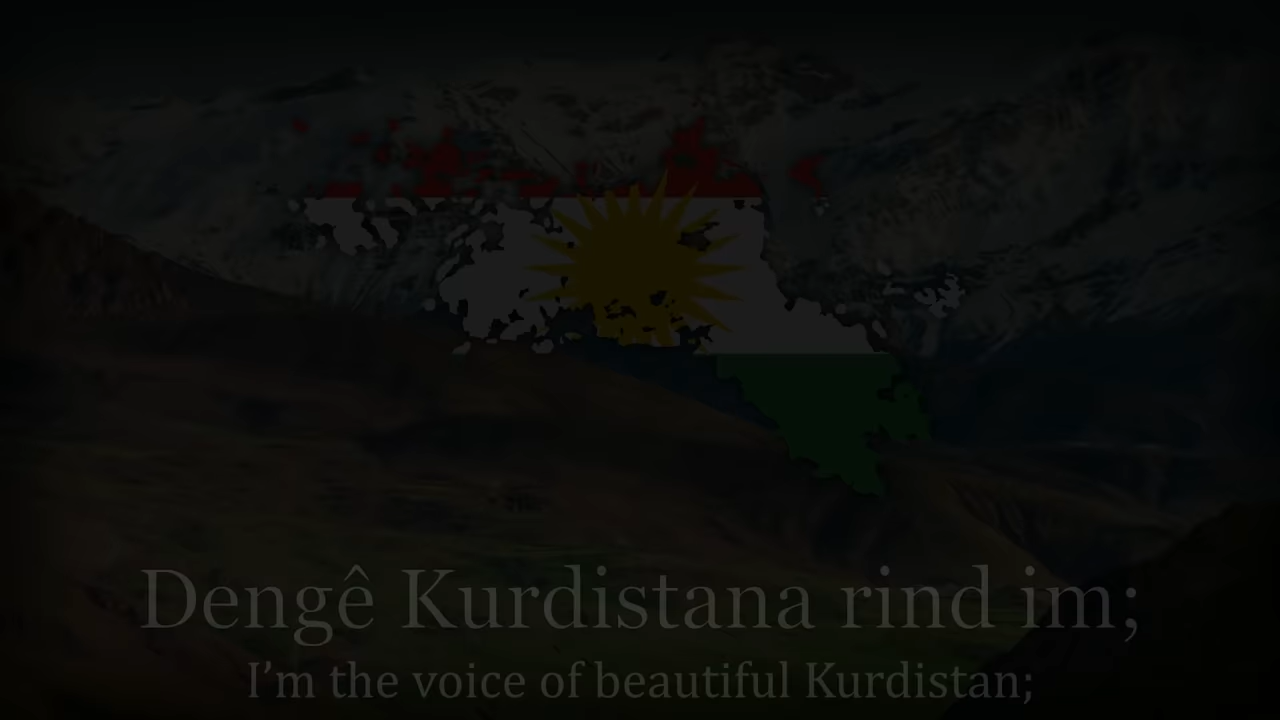 Dengê Kurdistana rind im;
I’m the voice of beautiful Kurdistan;